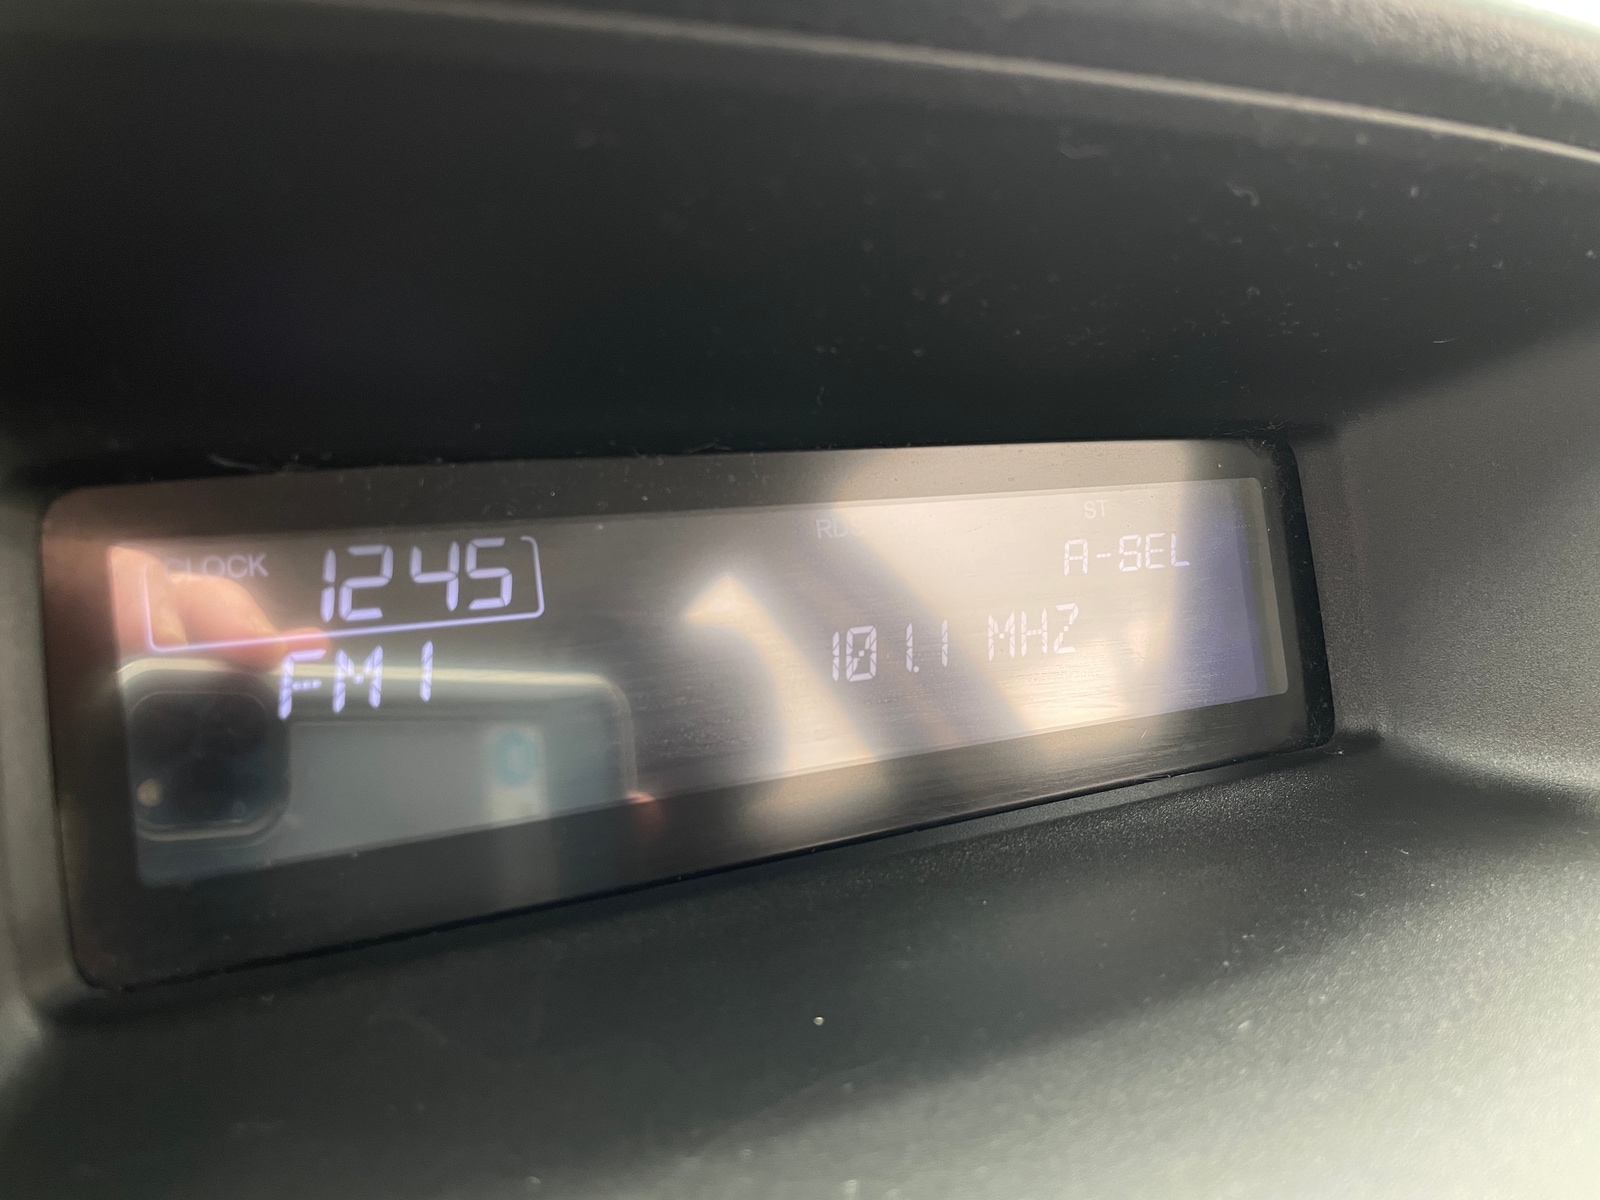 CLOCK 1245
RDS
ST
A-SEL
FM1
101.1 MHZ